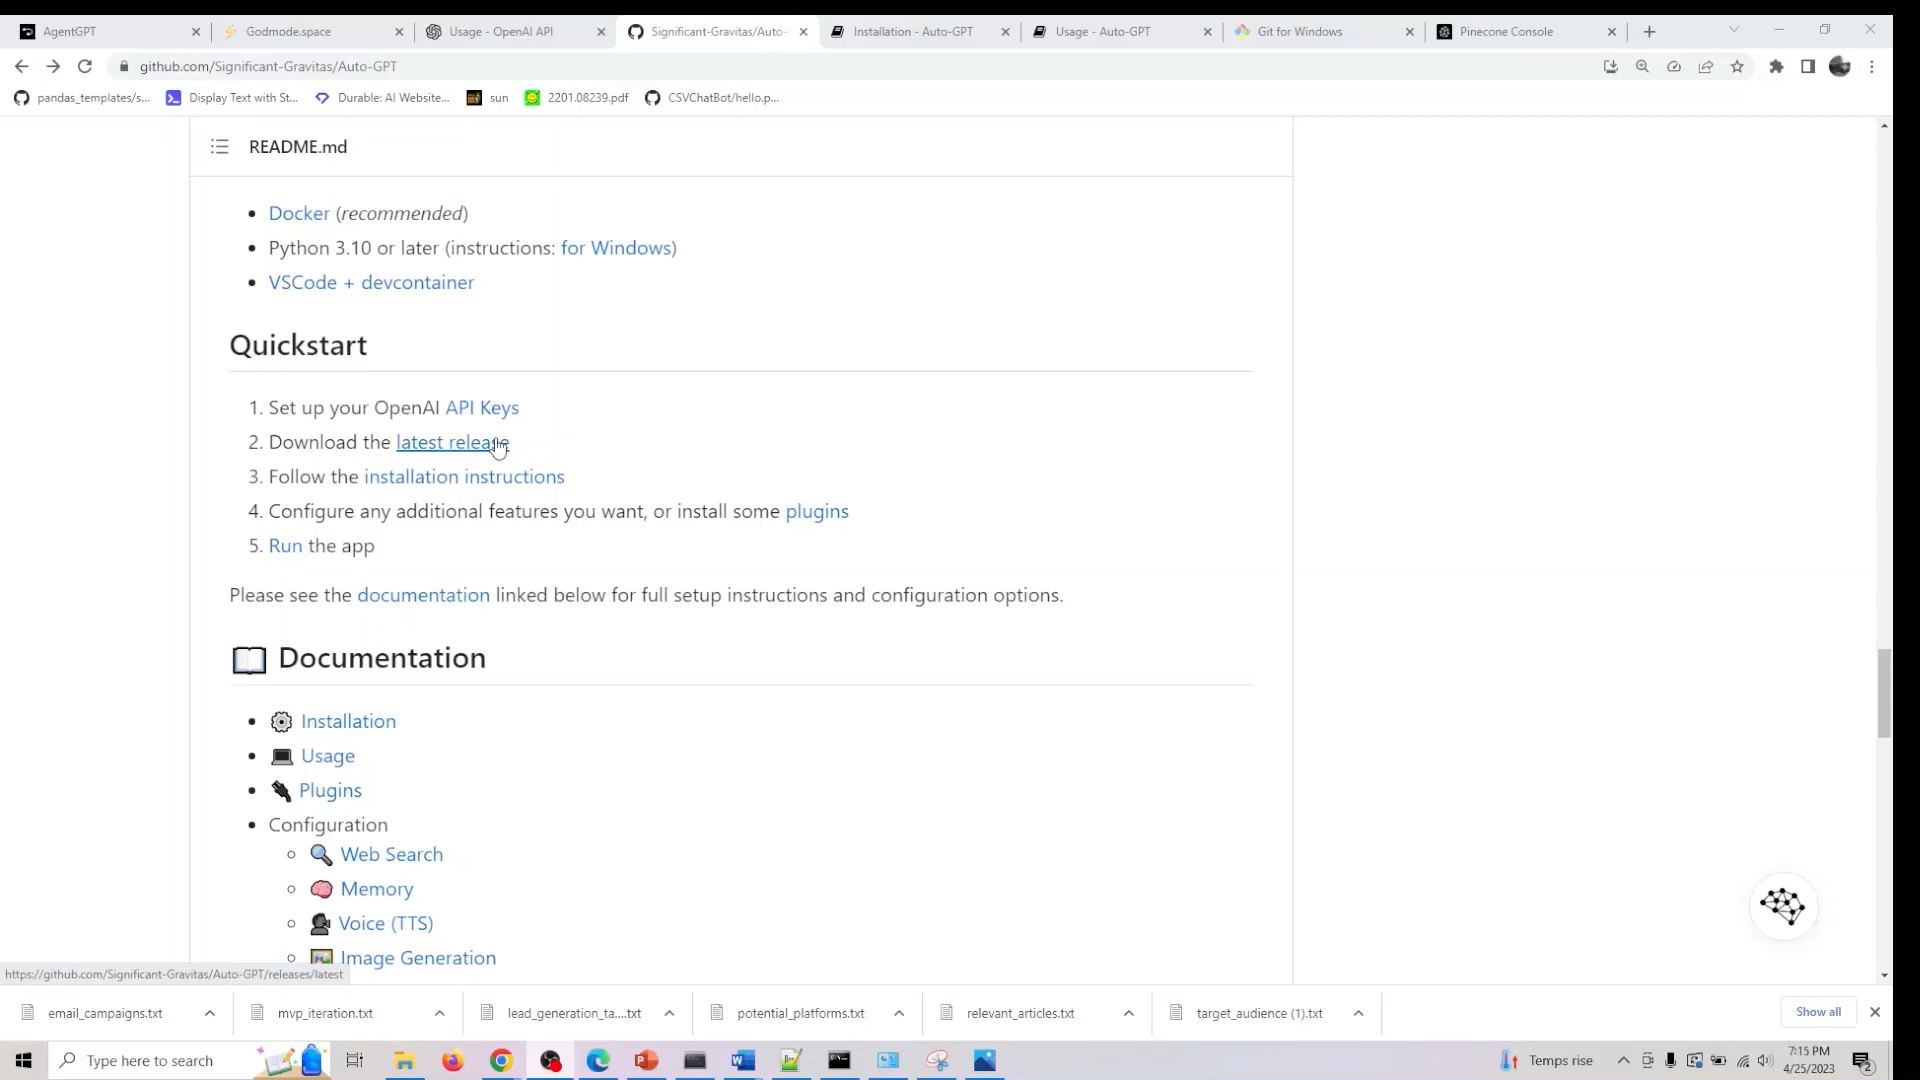 AgentGPT
Godmode.space
Usage - OpenAI API
Significant-Gravitas/Auto-
Installation - Auto-GPT
Usage - Auto-GPT
Git for Windows
Pinecone Console
github.com/Significant-Gravitas/Auto-GPT
pandas_templates/s...
Display Text with St...
Durable: AI Website...
sun
2201.08239.pdf
CSVChatBot/hello.p...
README.md
Docker (recommended)
Python 3.10 or later (instructions: for Windows)
VSCode + devcontainer
Quickstart
1. Set up your OpenAI API Keys
2. Download the latest release
3. Follow the installation instructions
4. Configure any additional features you want, or install some plugins
5. Run the app
Please see the documentation linked below for full setup instructions and configuration options.
Documentation
Installation
Usage
Plugins
Configuration
Web Search
Memory
Voice (TTS)
Image Generation
https://github.com/Significant-Gravitas/Auto-GPT/releases/latest
email_campaigns.txt
mvp_iteration.txt
lead_generation_ta....txt
potential_platforms.txt
relevant_articles.txt
target_audience (1).txt
Show all
Type here to search
Temps rise
7:15 PM
4/25/2023
2